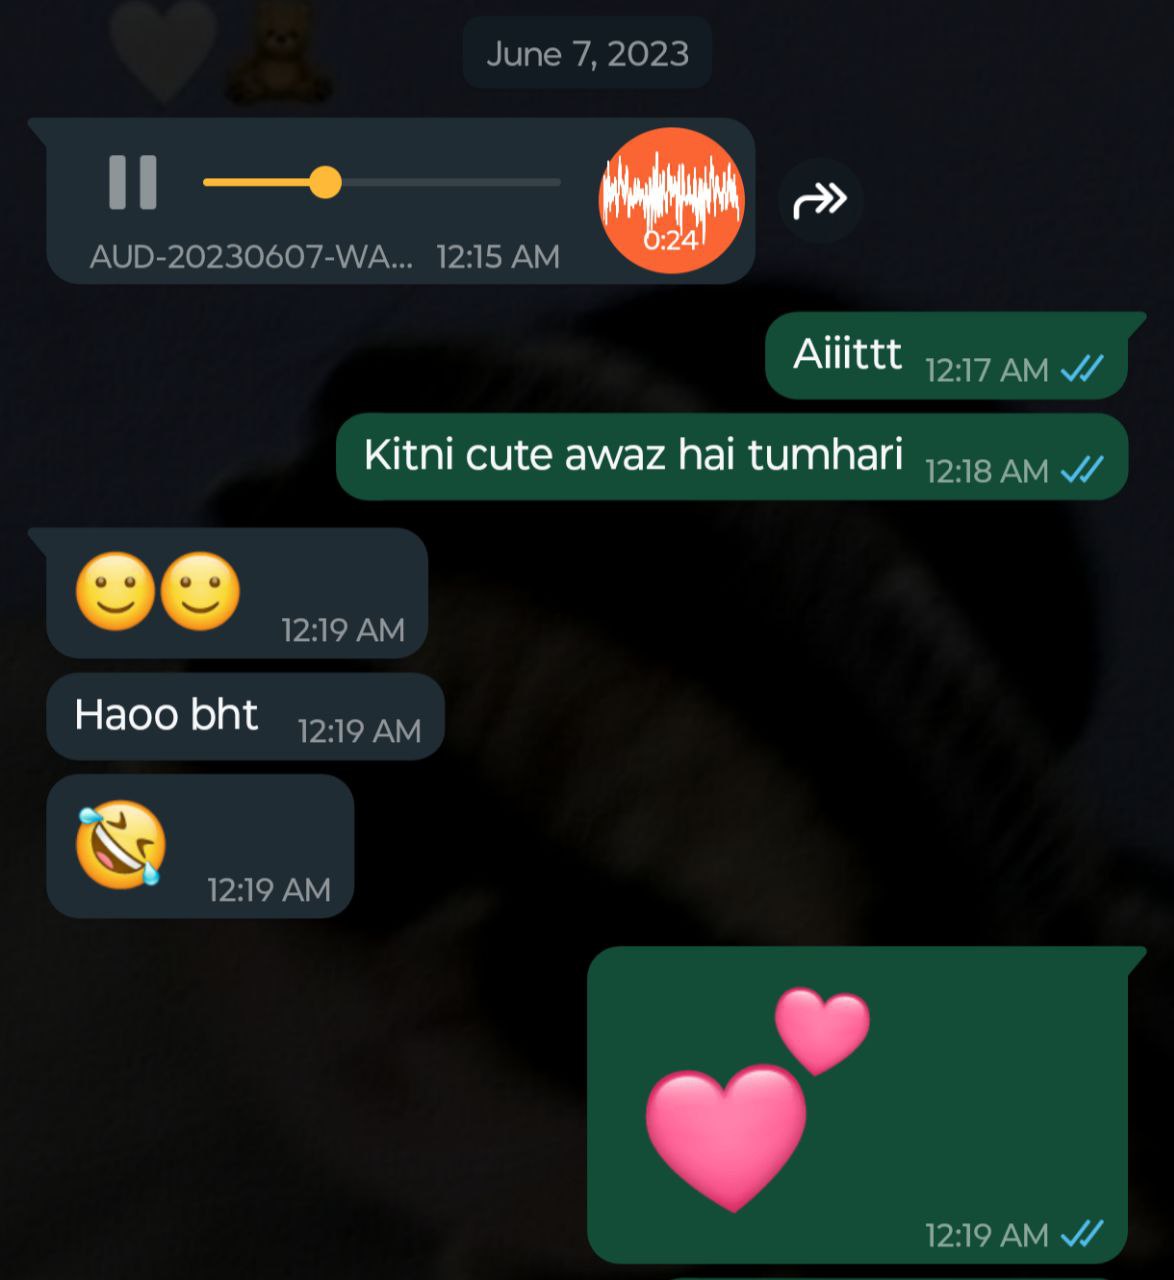 June 7, 2023
0:24
AUD-20230607-WA... 12:15 AM
Aiiittt 12:17 AM
Kitni cute awaz hai tumhari 12:18 AM
🙂🙂 12:19 AM
Haoo bht 12:19 AM
🤣 12:19 AM
💕 12:19 AM